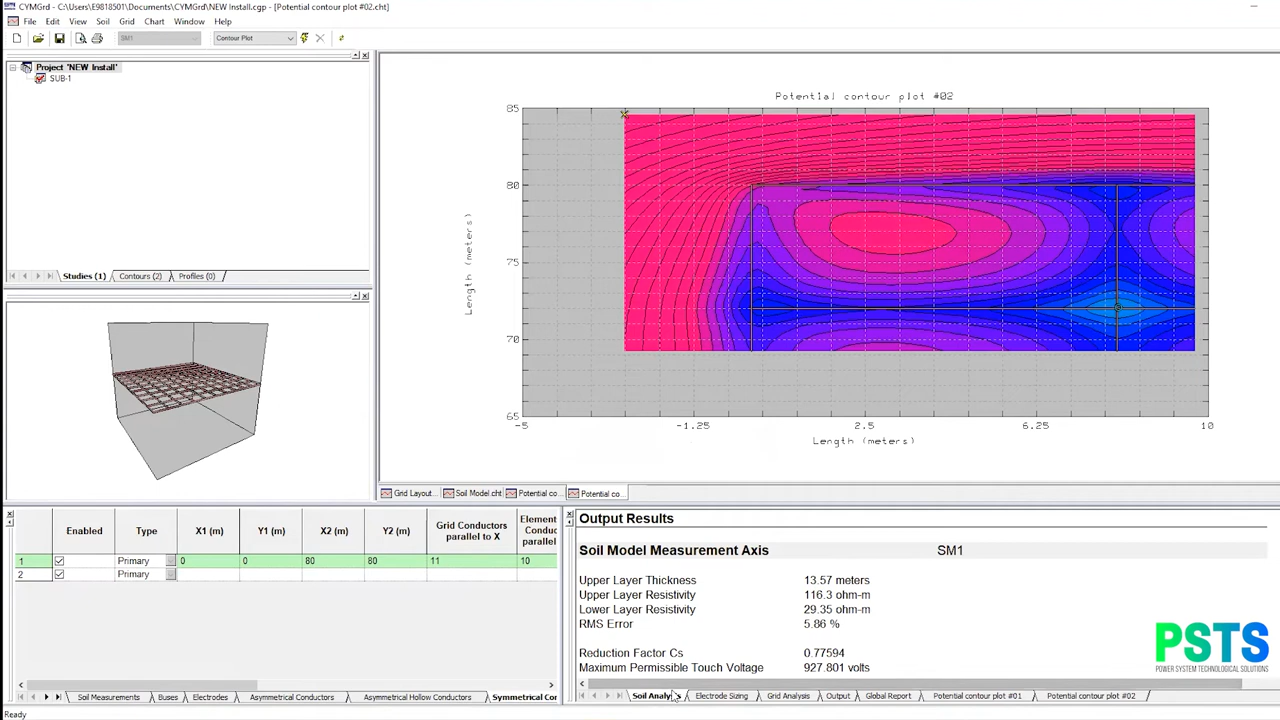 CYMGrd - C:\Users\E9818501\Documents\CYMGrd\NEW Install.cgp - [Potential contour plot #02.cht]
File Edit View Soil Grid Chart Window Help
SM1 Contour Plot
Project 'NEW Install'
SUB-1
Studies (1) Contours (2) Profiles (0)
Potential contour plot #02
85
80
75
70
65
Length (meters)
-5 -1.25 2.5 6.25 10
Length (meters)
Grid Layout... Soil Model.cht Potential co... Potential co...
Enabled Type X1 (m) Y1 (m) X2 (m) Y2 (m) Grid Conductors parallel to X Element Conduc parallel
1 Primary 0 0 80 80 11 10
2 Primary
Soil Measurements Buses Electrodes Asymmetrical Conductors Asymmetrical Hollow Conductors Symmetrical Cor
Output Results
Soil Model Measurement Axis SM1
Upper Layer Thickness 13.57 meters
Upper Layer Resistivity 116.3 ohm-m
Lower Layer Resistivity 29.35 ohm-m
RMS Error 5.86 %
Reduction Factor Cs 0.77594
Maximum Permissible Touch Voltage 927.801 volts
Soil Analysis Electrode Sizing Grid Analysis Output Global Report Potential contour plot #01 Potential contour plot #02
PSTS
POWER SYSTEM TECHNOLOGICAL SOLUTIONS
Ready